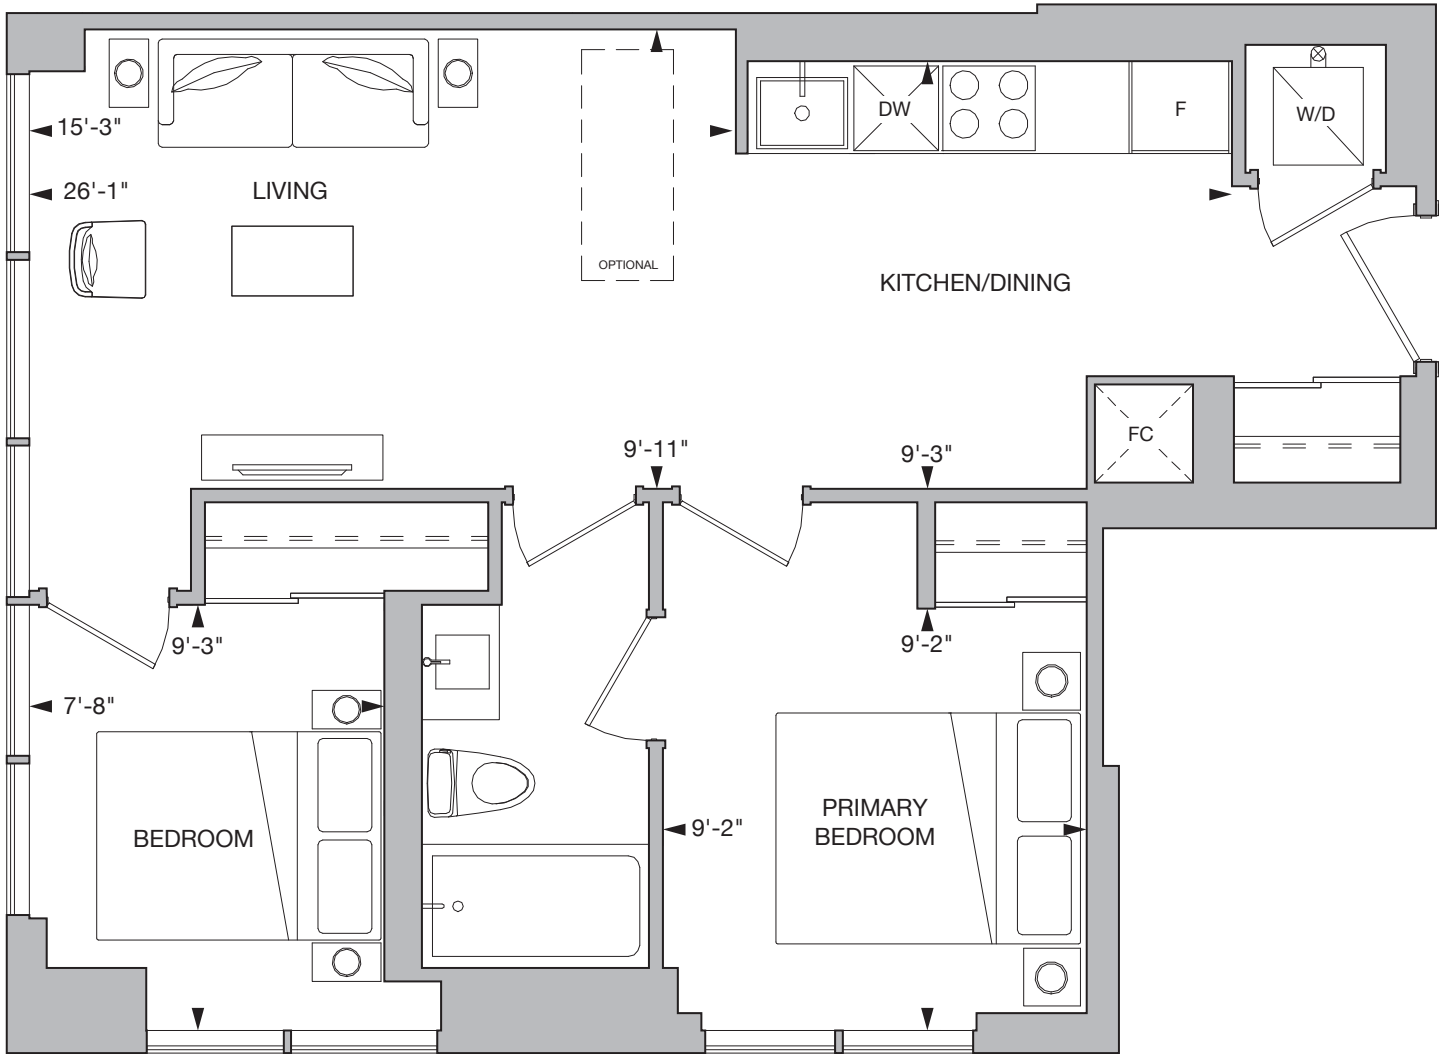 DW
F
W/D
15'-3"
26'-1"
LIVING
OPTIONAL
KITCHEN/DINING
FC
9'-11"
9'-3"
9'-3"
9'-2"
7'-8"
PRIMARY
BEDROOM
9'-2"
BEDROOM